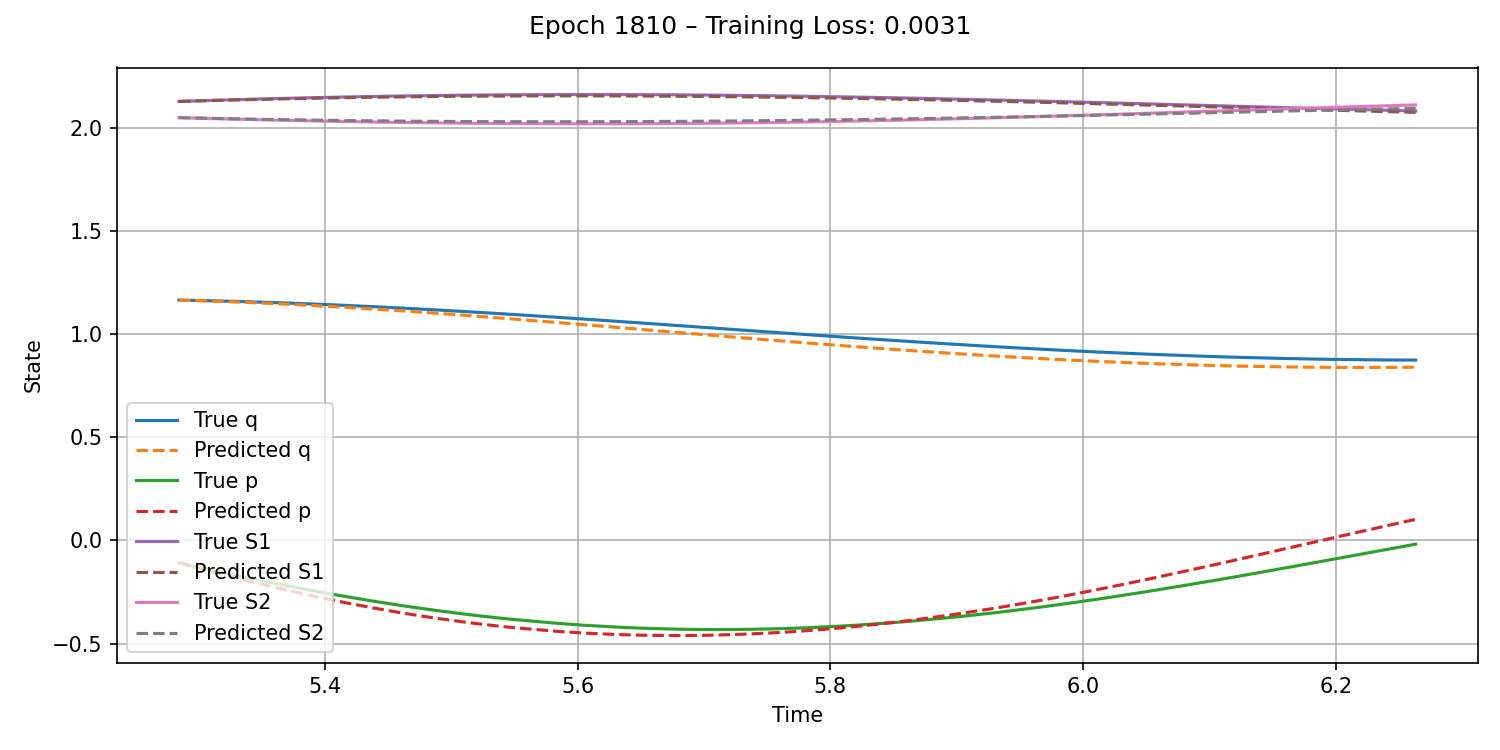 Epoch 1810 – Training Loss: 0.0031
State
2.0
1.5
1.0
0.5
0.0
−0.5
True q
Predicted q
True p
Predicted p
True S1
Predicted S1
True S2
Predicted S2
5.4 5.6 5.8 6.0 6.2
Time